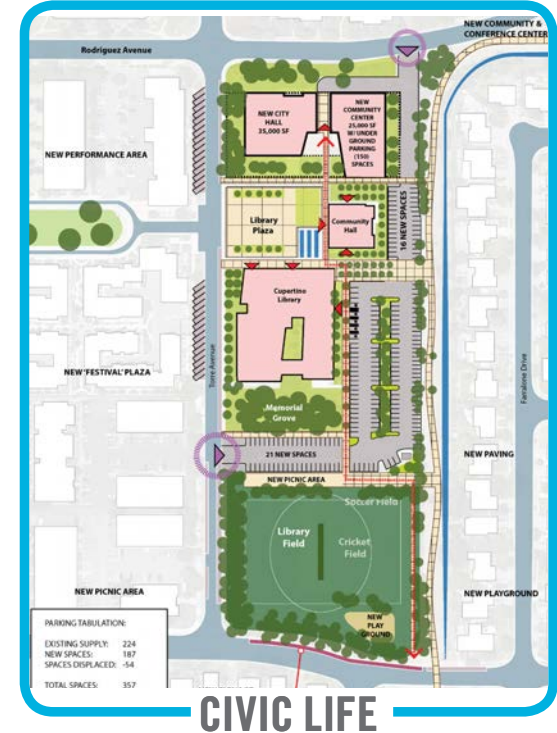 NEW COMMUNITY &
CONFERENCE CENTER
Rodriguez Avenue
NEW CITY
HALL
35,000 SF
NEW
COMMUNITY
CENTER
25,000 SF
W/ UNDER
GROUND
PARKING
(150)
SPACES
NEW PERFORMANCE AREA
Library
Plaza
Community
Hall
16 NEW SPACES
Cupertino
Library
Torre Avenue
Farralone Drive
NEW 'FESTIVAL' PLAZA
Memorial
Grove
21 NEW SPACES
NEW PAVING
NEW PICNIC AREA
Soccer Field
Library
Field
Cricket
Field
NEW PICNIC AREA
NEW PLAYGROUND
NEW
PLAY
GROUND
PARKING TABULATION:
EXISTING SUPPLY: 224
NEW SPACES: 187
SPACES DISPLACED: -54
TOTAL SPACES: 357
CIVIC LIFE